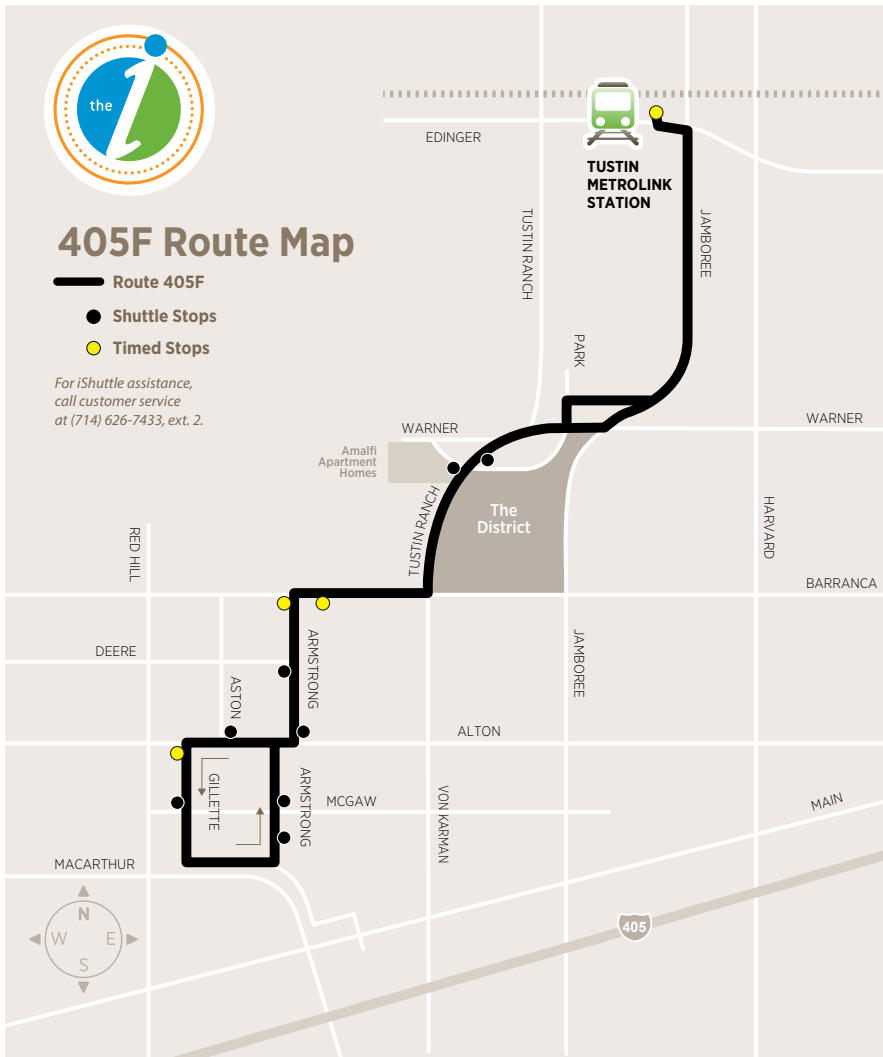 the
i
EDINGER
TUSTIN
METROLINK
STATION
405F Route Map
TUSTIN RANCH
JAMBOREE
Route 405F
Shuttle Stops
Timed Stops
For iShuttle assistance,
call customer service
at (714) 626-7433, ext. 2.
PARK
WARNER
WARNER
Amalfi
Apartment
Homes
TUSTIN RANCH
The
District
HARVARD
RED HILL
BARRANCA
DEERE
ARMSTRONG
JAMBOREE
ASTON
ALTON
GILLETTE
ARMSTRONG
MCGAW
VON KARMAN
MAIN
MACARTHUR
405
N
W E
S